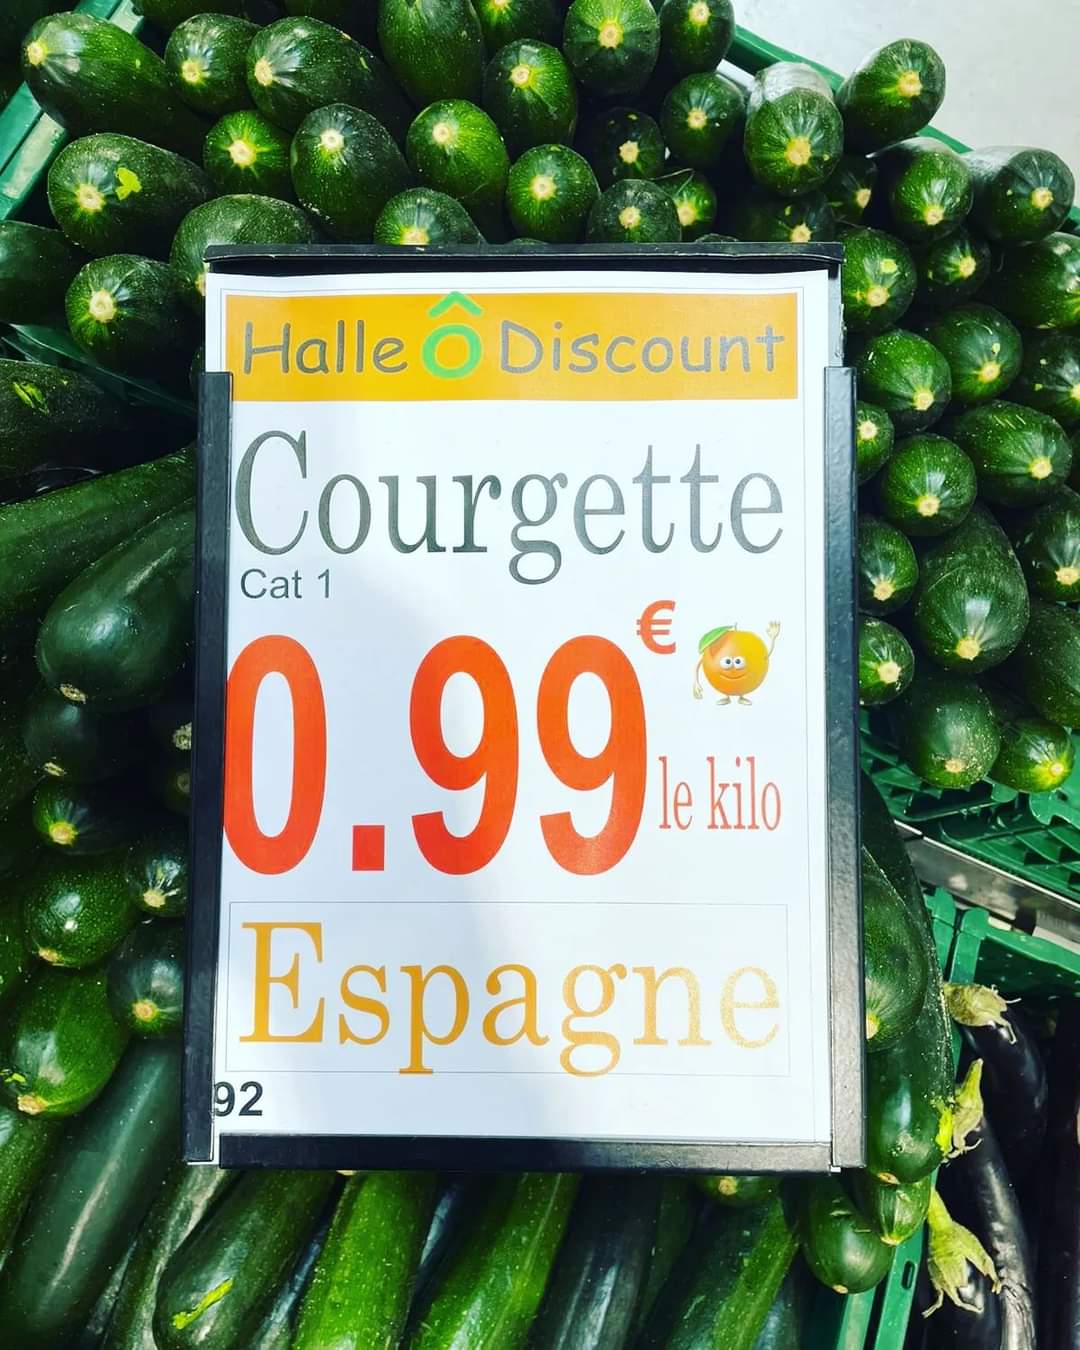 Halle Ô Discount
Courgette
Cat 1
0.99 €
le kilo
Espagne
92